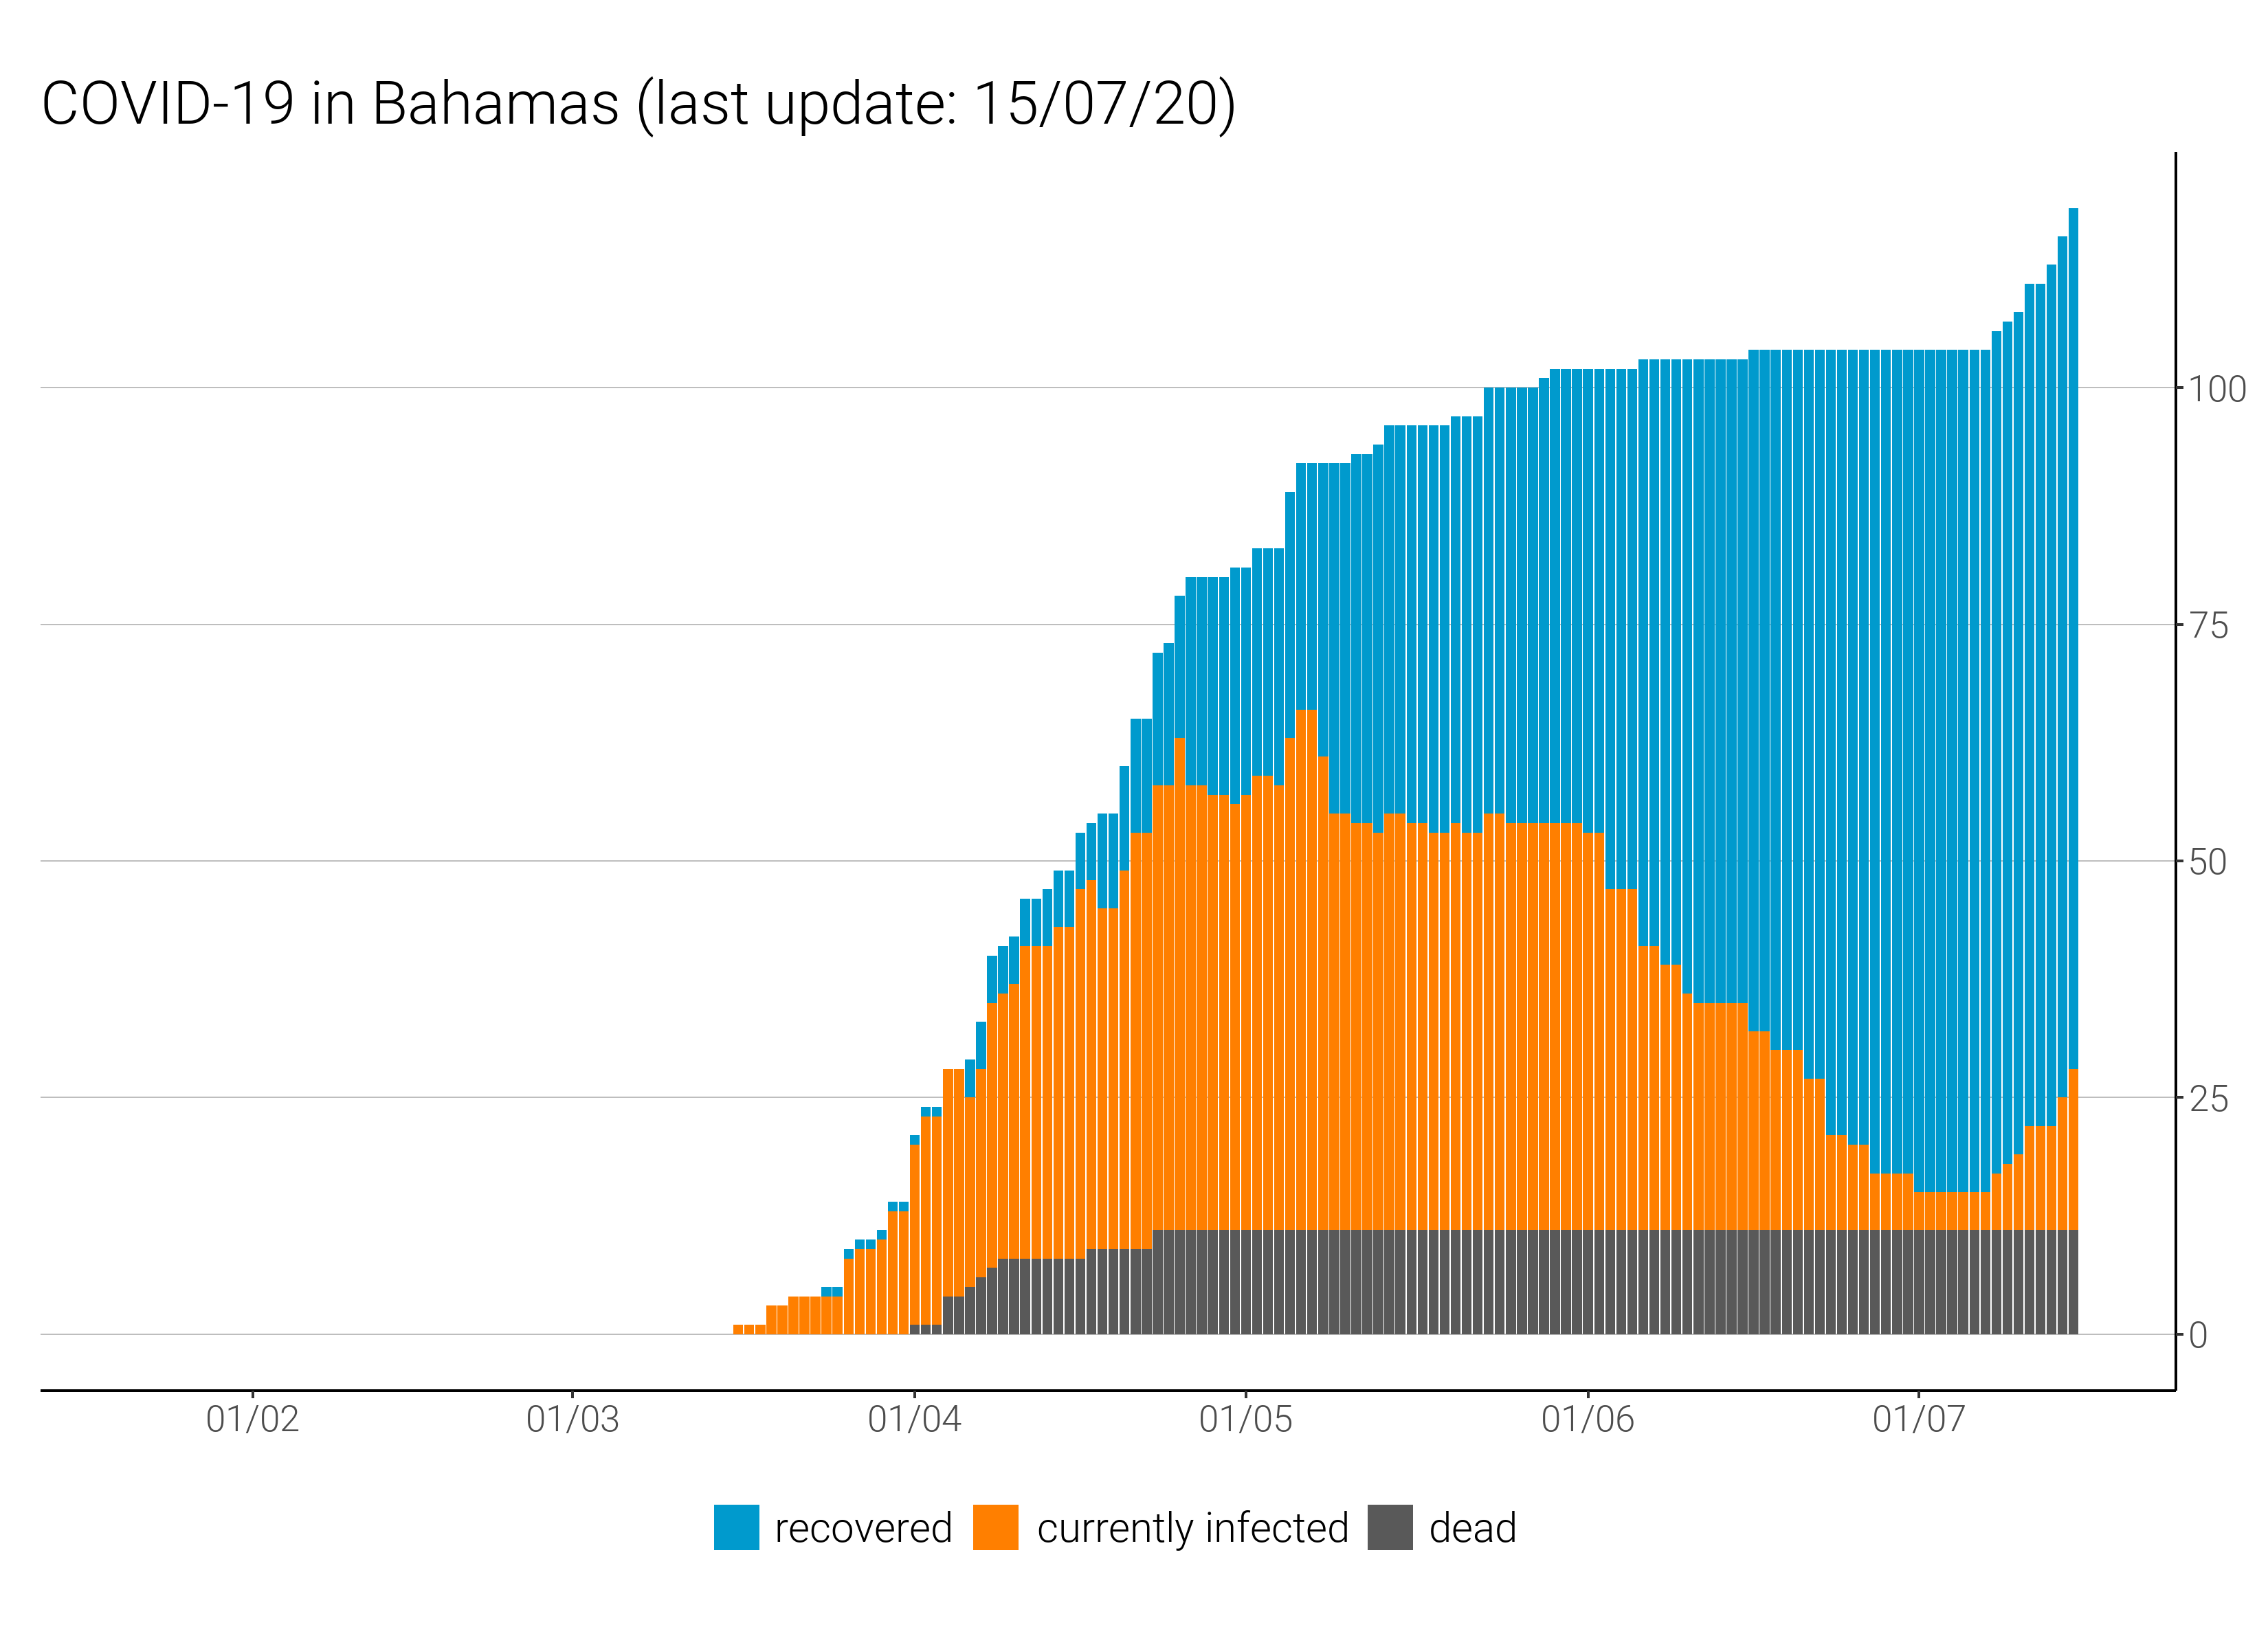 COVID-19 in Bahamas (last update: 15/07/20)
100
75
50
25
0
01/02 01/03 01/04 01/05 01/06 01/07
recovered currently infected dead